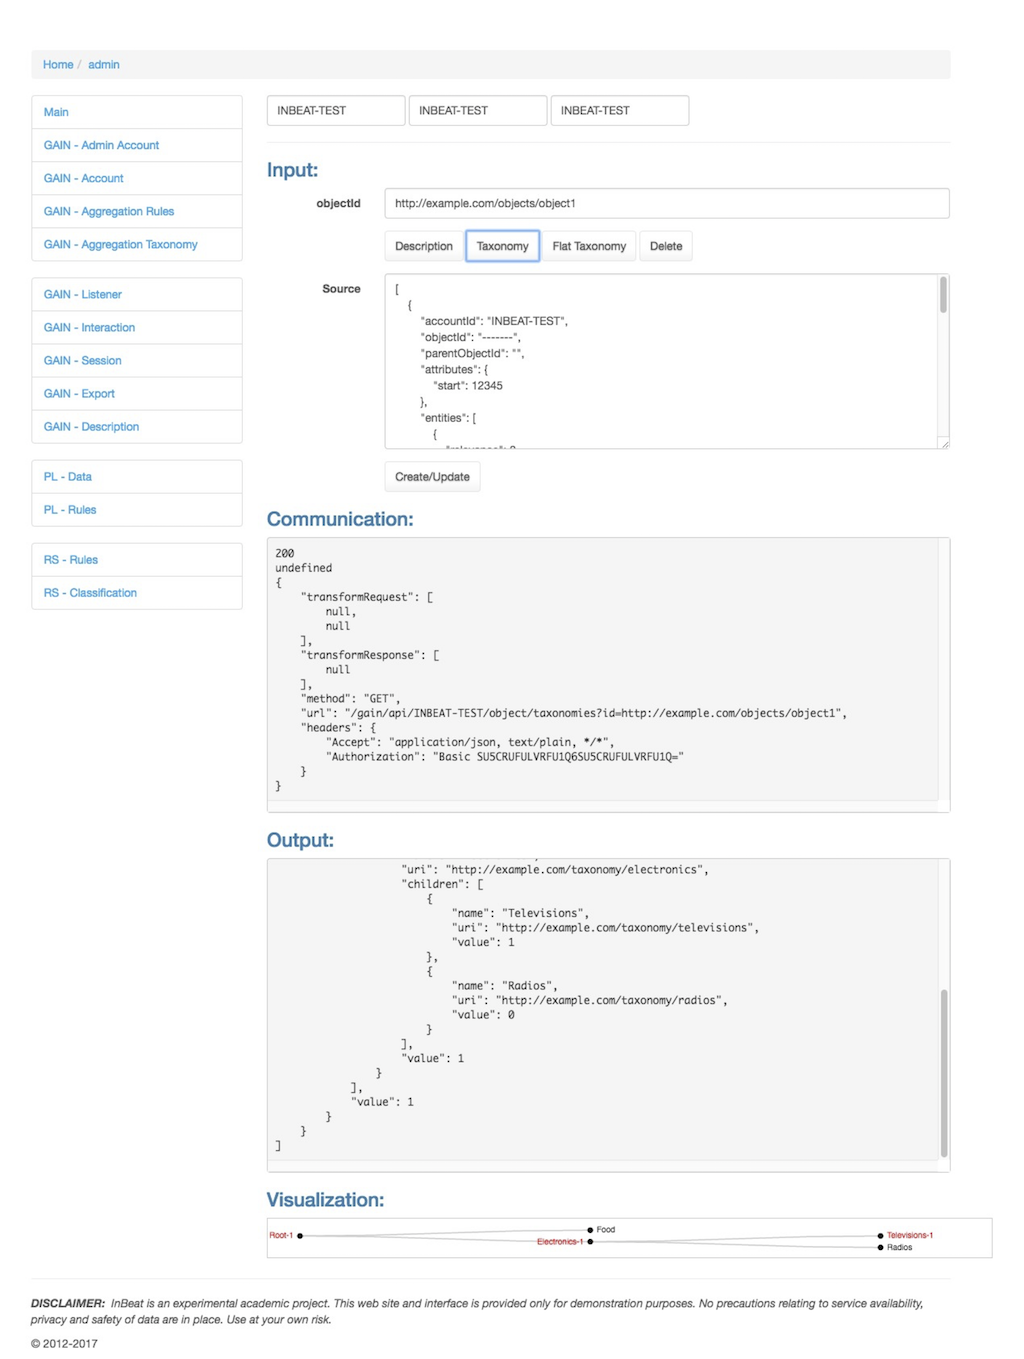 Home / admin
Main
GAIN - Admin Account
GAIN - Account
GAIN - Aggregation Rules
GAIN - Aggregation Taxonomy
GAIN - Listener
GAIN - Interaction
GAIN - Session
GAIN - Export
GAIN - Description
PL - Data
PL - Rules
RS - Rules
RS - Classification
INBEAT-TEST INBEAT-TEST INBEAT-TEST
Input:
objectId http://example.com/objects/object1
Description Taxonomy Flat Taxonomy Delete
Source
[
{
"accountId": "INBEAT-TEST",
"objectId": "-------",
"parentObjectId": "",
"attributes": {
"start": 12345
},
"entities": [
{
Create/Update
Communication:
200
undefined
{
"transformRequest": [
null,
null
],
"transformResponse": [
null
],
"method": "GET",
"url": "/gain/api/INBEAT-TEST/object/taxonomies?id=http://example.com/objects/object1",
"headers": {
"Accept": "application/json, text/plain, */*",
"Authorization": "Basic SU5CRUFULVRFU1Q6SU5CRUFULVRFU1Q="
}
}
Output:
"uri": "http://example.com/taxonomy/electronics",
"children": [
{
"name": "Televisions",
"uri": "http://example.com/taxonomy/televisions",
"value": 1
},
{
"name": "Radios",
"uri": "http://example.com/taxonomy/radios",
"value": 0
}
],
"value": 1
}
],
"value": 1
}
}
]
Visualization:
Root-1
Food
Electronics-1
Televisions-1
Radios
DISCLAIMER: InBeat is an experimental academic project. This web site and interface is provided only for demonstration purposes. No precautions relating to service availability,
privacy and safety of data are in place. Use at your own risk.
© 2012-2017